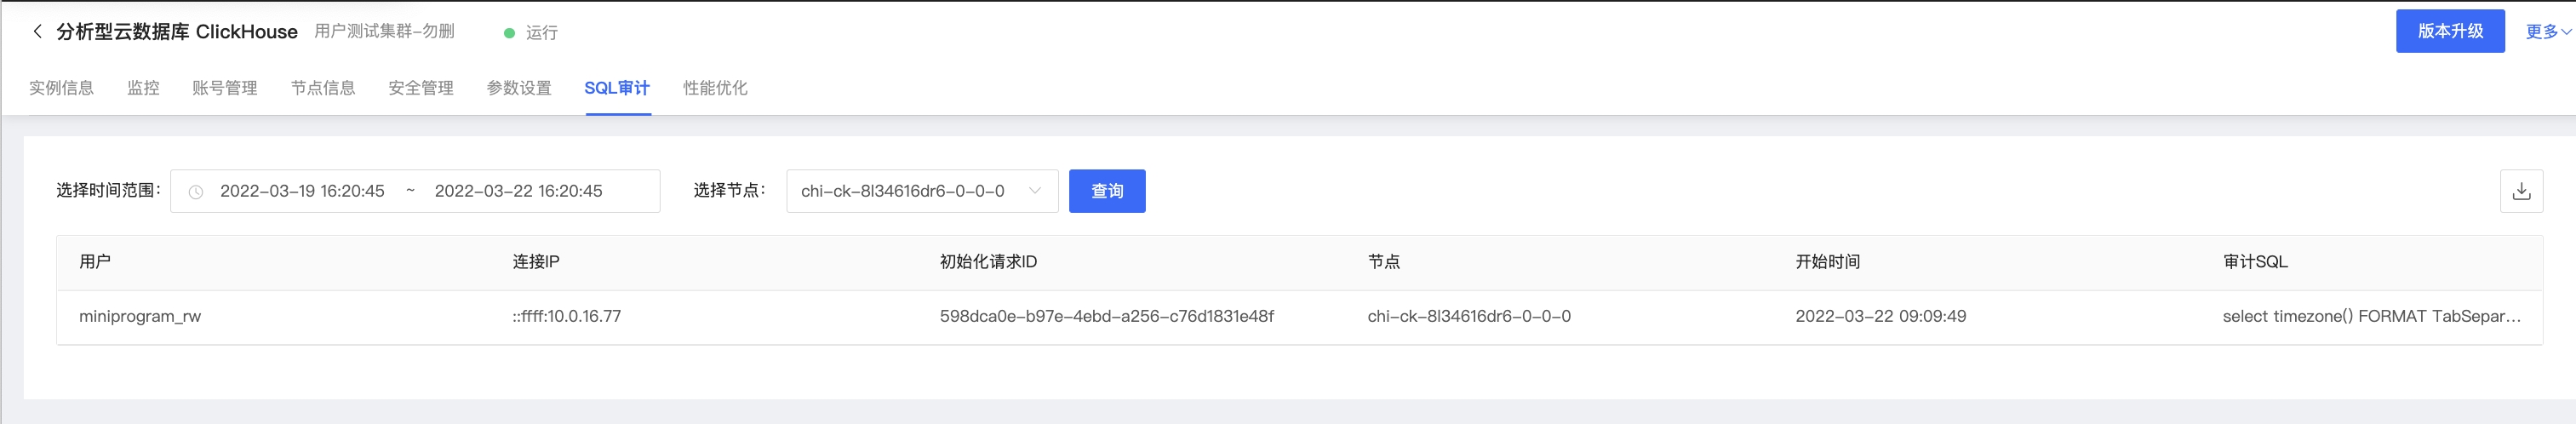 分析型云数据库 ClickHouse 用户测试集群-勿删 运行 版本升级 更多
实例信息 监控 账号管理 节点信息 安全管理 参数设置 SQL审计 性能优化
选择时间范围: 2022-03-19 16:20:45 ~ 2022-03-22 16:20:45 选择节点: chi-ck-8l34616dr6-0-0-0 查询
用户 连接IP 初始化请求ID 节点 开始时间 审计SQL
miniprogram_rw ::ffff:10.0.16.77 598dca0e-b97e-4ebd-a256-c76d1831e48f chi-ck-8l34616dr6-0-0-0 2022-03-22 09:09:49 select timezone() FORMAT TabSepar...